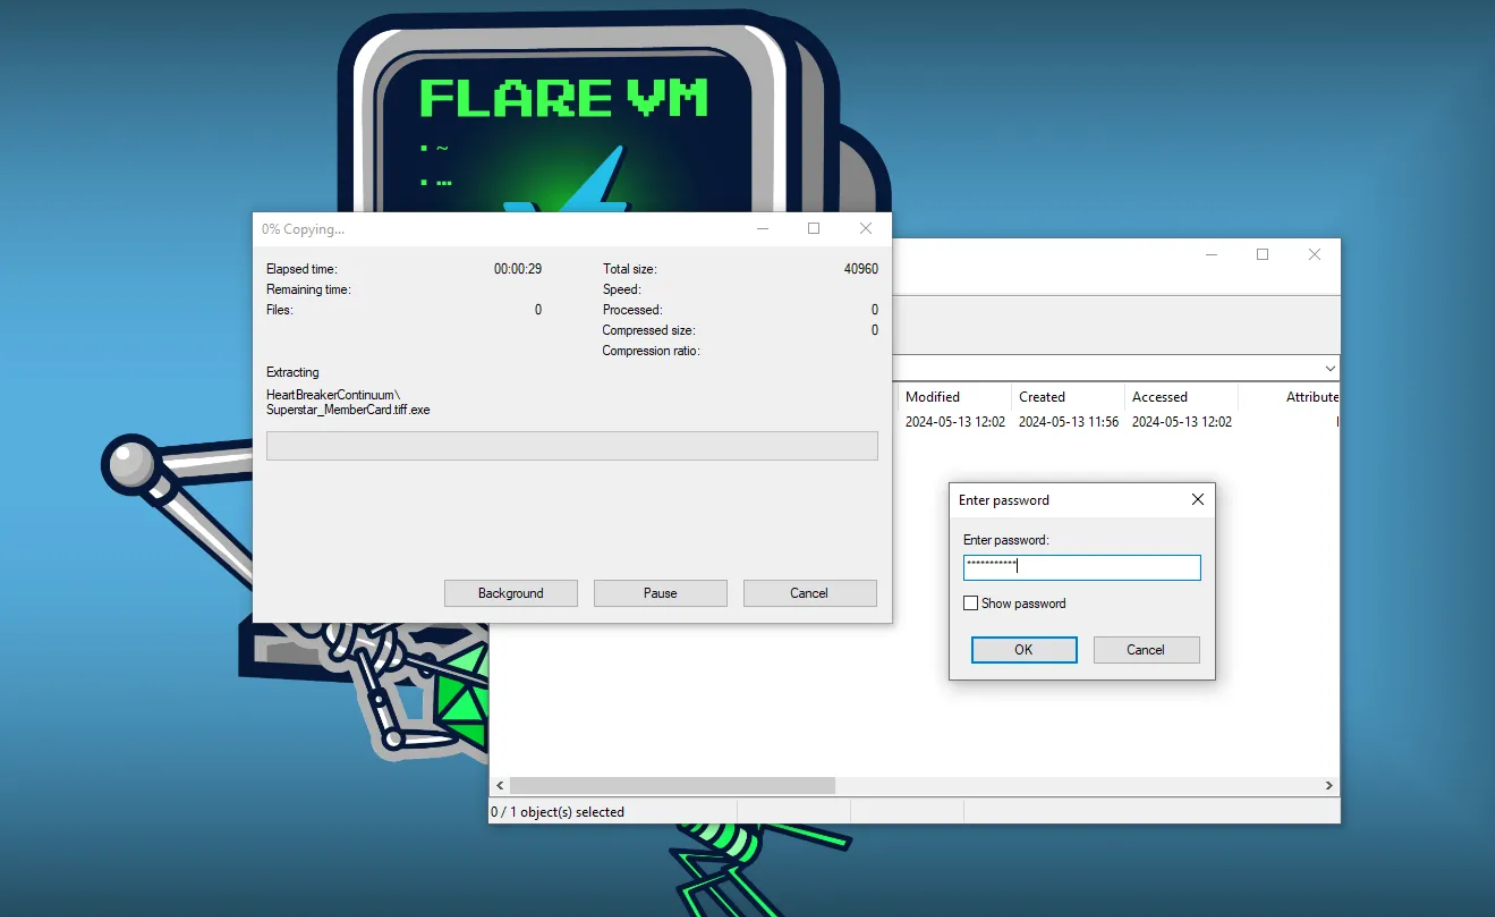 FLARE VM
~
...
0% Copying...
Elapsed time: 00:00:29 Total size: 40960
Remaining time: Speed:
Files: 0 Processed: 0
Compressed size: 0
Compression ratio:
Extracting
HeartBreakerContinuum\
Superstar_MemberCard.tiff.exe
Background Pause Cancel
Modified Created Accessed Attribute
2024-05-13 12:02 2024-05-13 11:56 2024-05-13 12:02
Enter password
Enter password:
***********
Show password
OK Cancel
0 / 1 object(s) selected